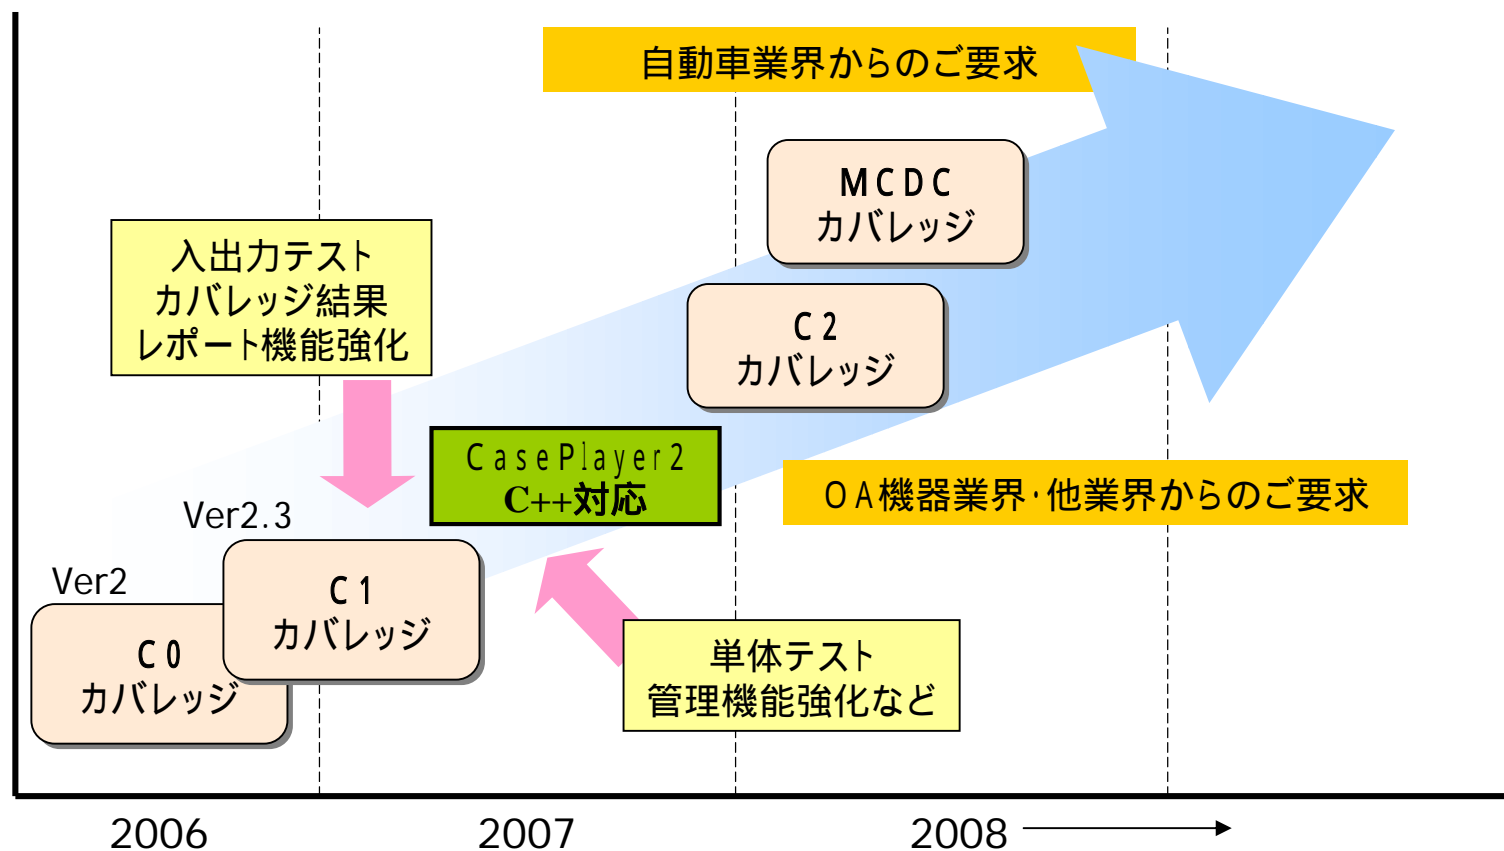 自動車業界からのご要求
MCDC
カバレッジ
入出力テスト
カバレッジ結果
レポート機能強化
C2
カバレッジ
CasePlayer2
C++対応
OA機器業界・他業界からのご要求
Ver2.3
C1
カバレッジ
Ver2
C0
カバレッジ
単体テスト
管理機能強化など
2006
2007
2008